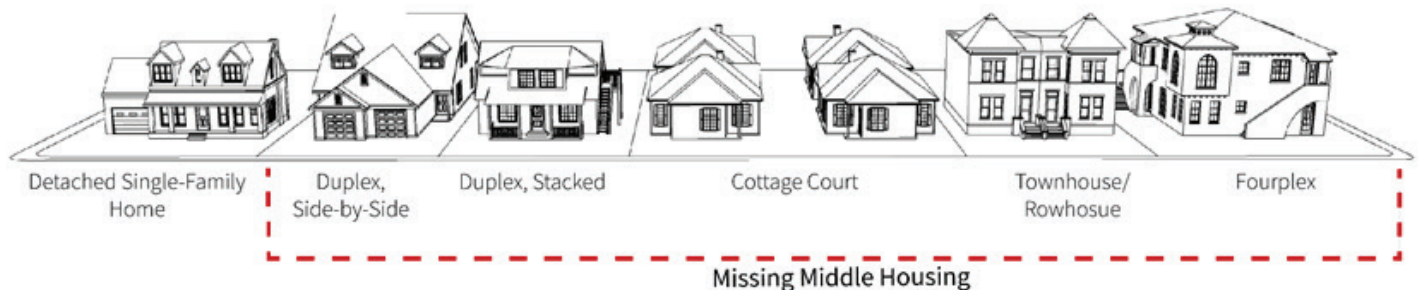 Detached Single-Family
Home
Duplex,
Side-by-Side
Duplex, Stacked
Cottage Court
Townhouse/
Rowhosue
Fourplex
Missing Middle Housing